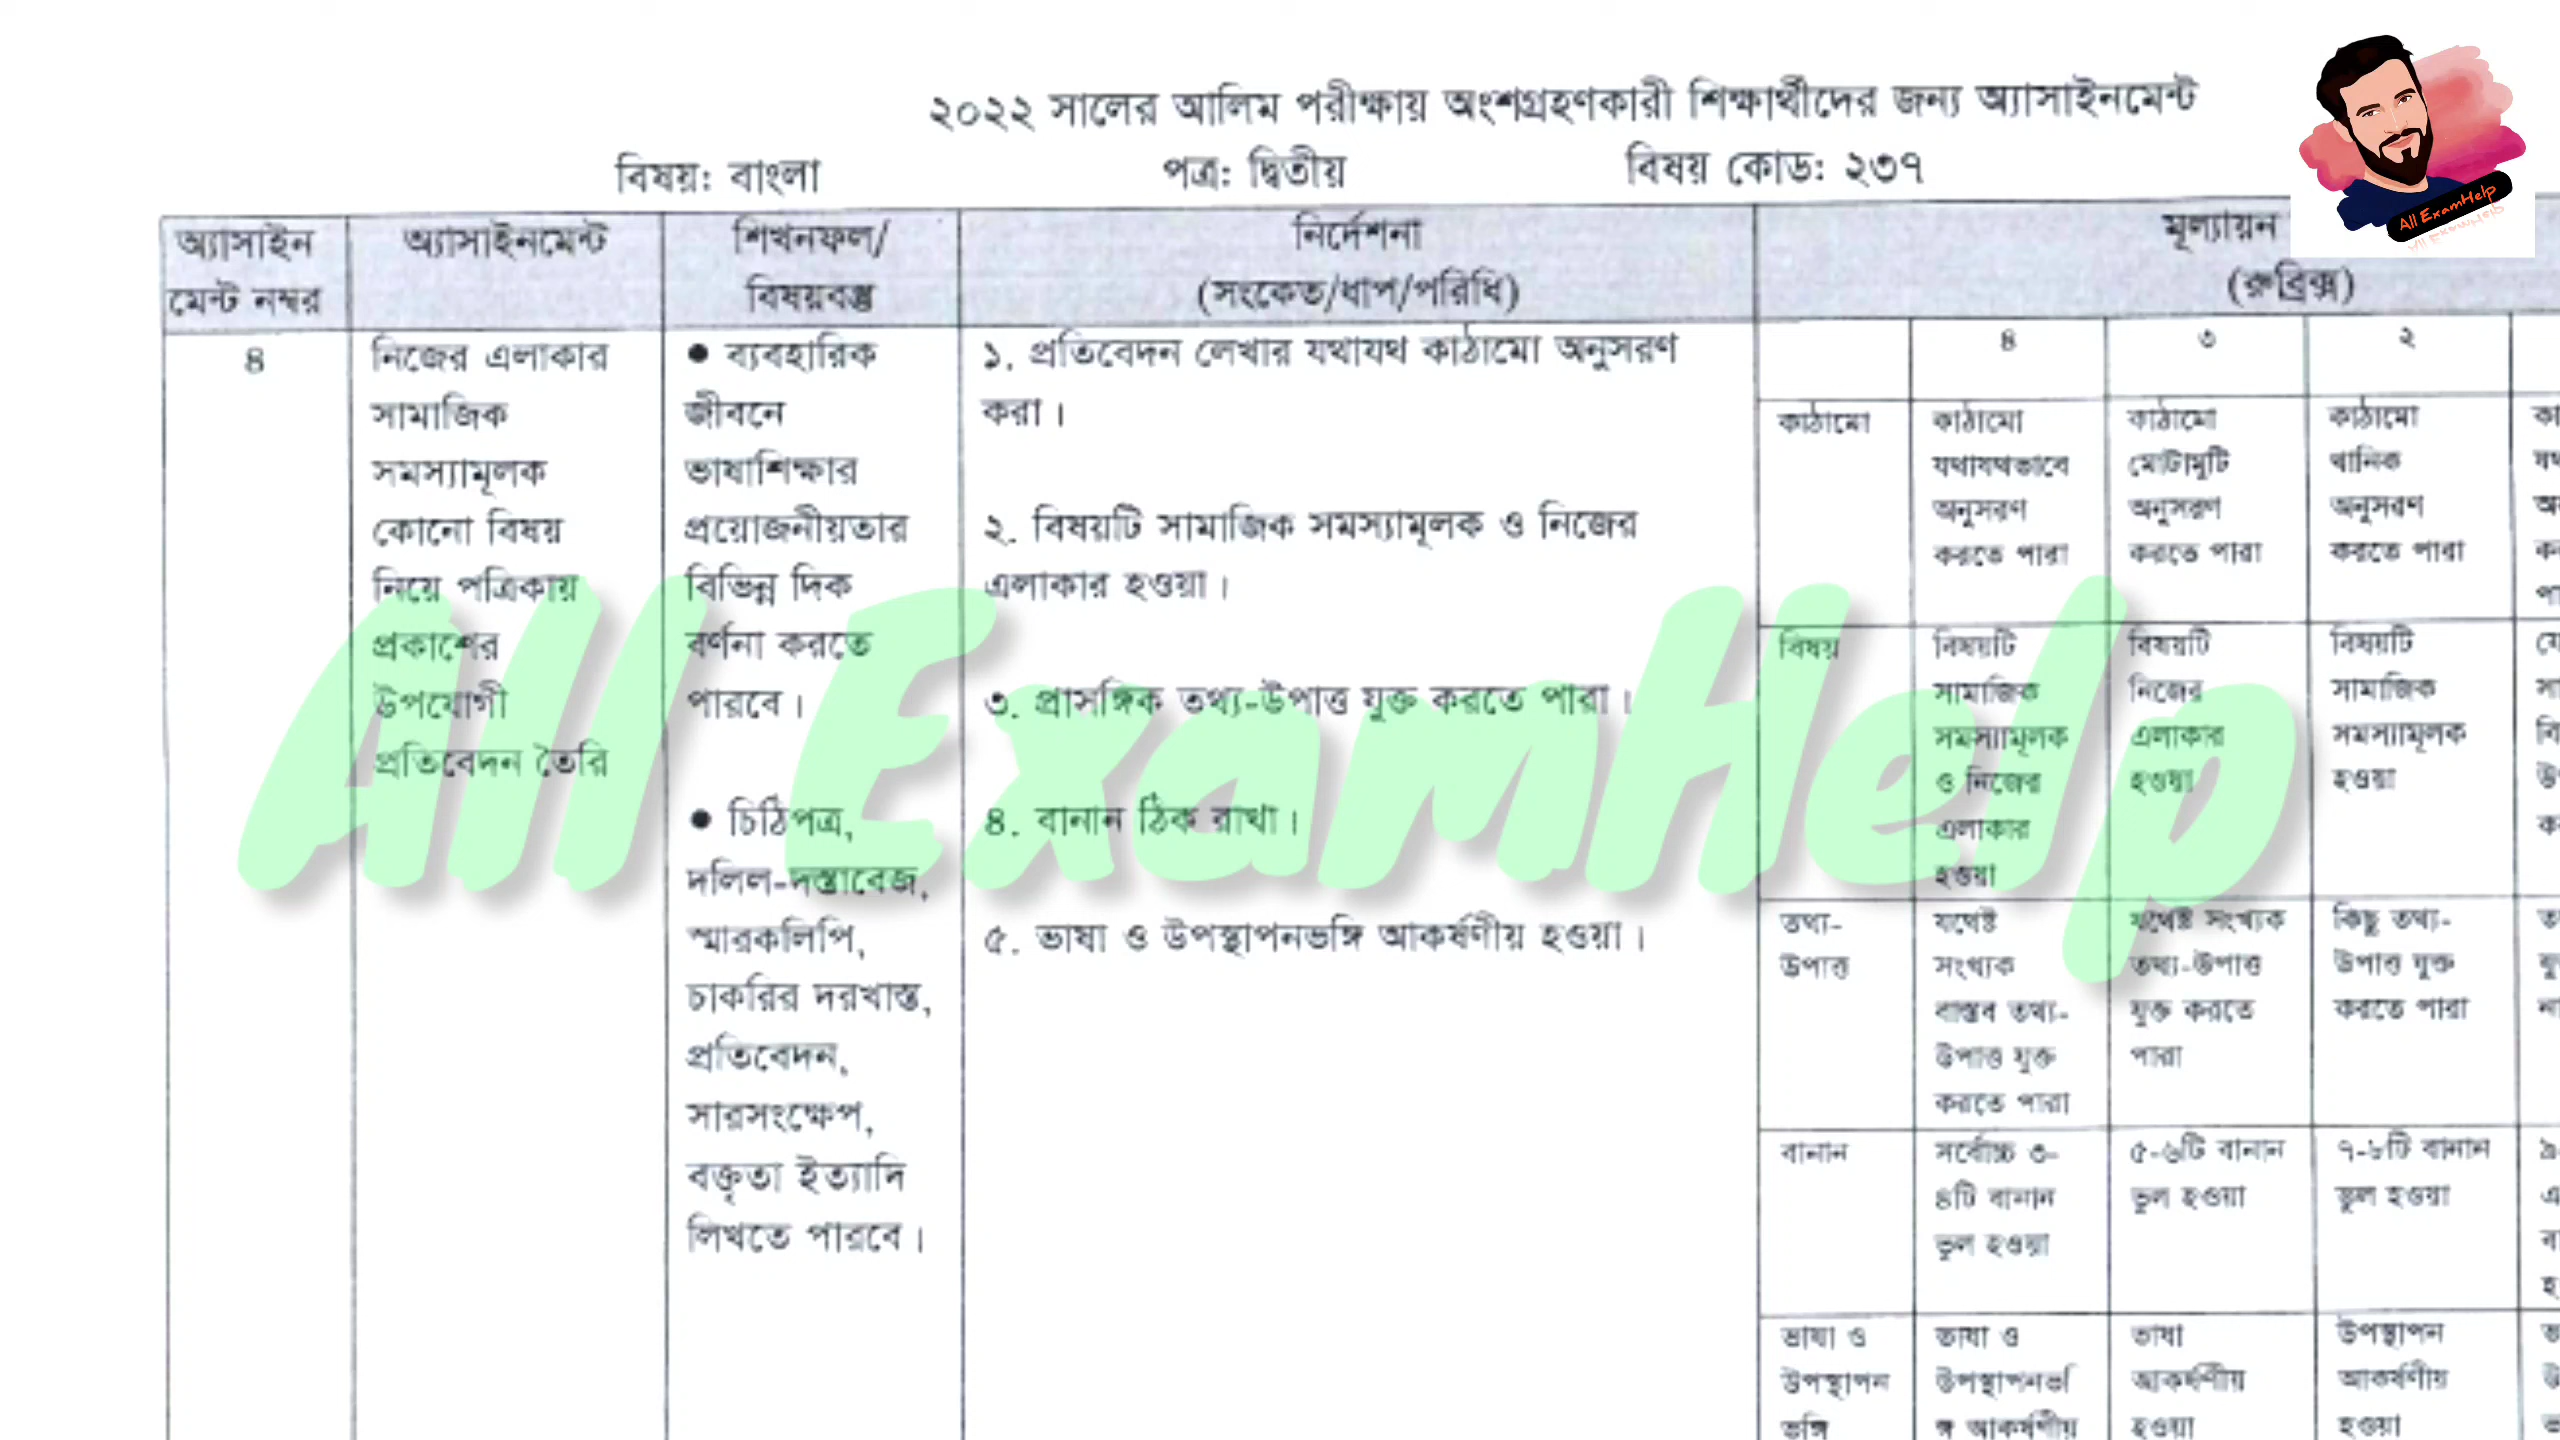 ২০২২ সালের আলিম পরীক্ষায় অংশগ্রহণকারী শিক্ষার্থীদের জন্য অ্যাসাইনমেন্ট
বিষয়: বাংলা পত্র: দ্বিতীয় বিষয় কোড: ২৩৭
অ্যাসাইন
মেন্ট নম্বর
অ্যাসাইনমেন্ট
শিখনফল/
বিষয়বস্তু
নির্দেশনা
(সংকেত/ধাপ/পরিধি)
মূল্যায়ন
(রুব্রিক্স)
৪
নিজের এলাকার
সামাজিক
সমস্যামূলক
কোনো বিষয়
নিয়ে পত্রিকায়
প্রকাশের
উপযোগী
প্রতিবেদন তৈরি
● ব্যবহারিক
জীবনে
ভাষাশিক্ষার
প্রয়োজনীয়তার
বিভিন্ন দিক
বর্ণনা করতে
পারবে।
● চিঠিপত্র,
দলিল-দস্তাবেজ,
স্মারকলিপি,
চাকরির দরখাস্ত,
প্রতিবেদন,
সারসংক্ষেপ,
বক্তৃতা ইত্যাদি
লিখতে পারবে।
১. প্রতিবেদন লেখার যথাযথ কাঠামো অনুসরণ
করা।
২. বিষয়টি সামাজিক সমস্যামূলক ও নিজের
এলাকার হওয়া।
৩. প্রাসঙ্গিক তথ্য-উপাত্ত যুক্ত করতে পারা।
৪. বানান ঠিক রাখা।
৫. ভাষা ও উপস্থাপনভঙ্গি আকর্ষণীয় হওয়া।
৪ ৩ ২
কাঠামো
কাঠামো
যথাযথভাবে
অনুসরণ
করতে পারা
কাঠামো
মোটামুটি
অনুসরণ
করতে পারা
কাঠামো
খানিক
অনুসরণ
করতে পারা
বিষয়
বিষয়টি
সামাজিক
সমস্যামূলক
ও নিজের
এলাকার
হওয়া
বিষয়টি
নিজের
এলাকার
হওয়া
বিষয়টি
সামাজিক
সমস্যামূলক
হওয়া
তথ্য-
উপাত্ত
যথেষ্ট
সংখ্যক
বাস্তব তথ্য-
উপাত্ত যুক্ত
করতে পারা
যথেষ্ট সংখ্যক
তথ্য-উপাত্ত
যুক্ত করতে
পারা
কিছু তথ্য-
উপাত্ত যুক্ত
করতে পারা
বানান
সর্বোচ্চ ৩-
৪টি বানান
ভুল হওয়া
৫-৬টি বানান
ভুল হওয়া
৭-৮টি বানান
ভুল হওয়া
ভাষা ও
উপস্থাপন
ভঙ্গি
ভাষা ও
উপস্থাপনভ
ঙ্গি আকর্ষণীয়
ভাষা
আকর্ষণীয়
হওয়া
উপস্থাপন
আকর্ষণীয়
হওয়া
All ExamHelp
All ExamHelp